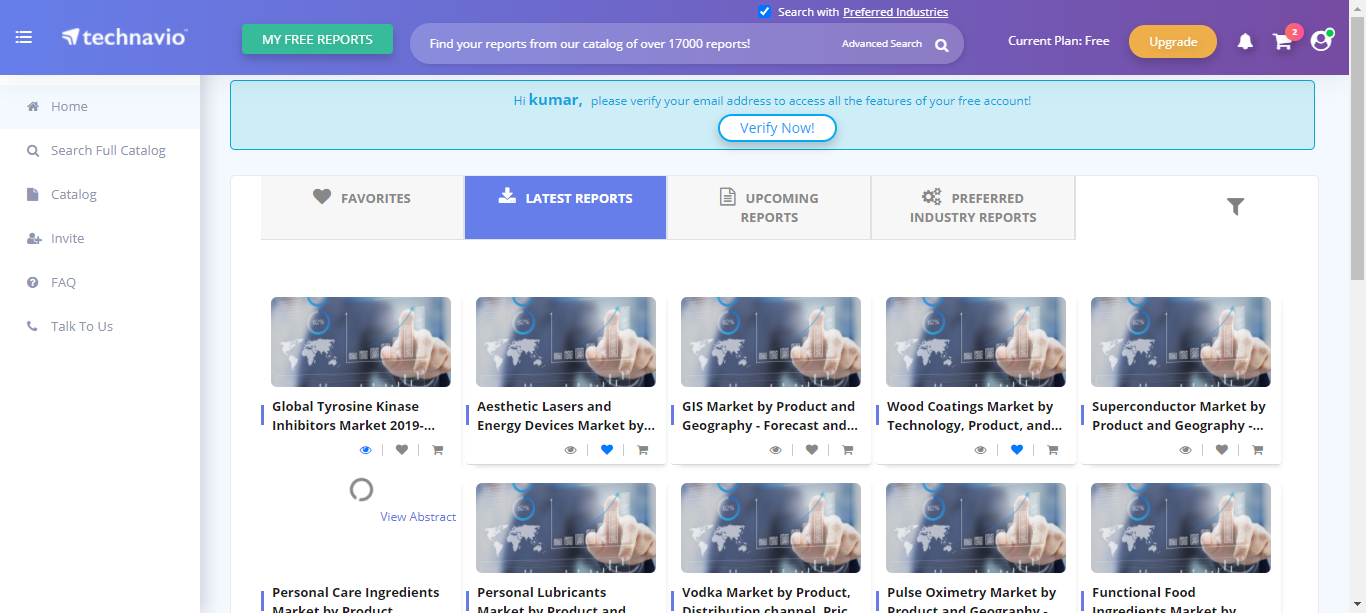 Search with Preferred Industries
technavio
MY FREE REPORTS
Find your reports from our catalog of over 17000 reports!
Advanced Search
Current Plan: Free
Upgrade
2
Home
Search Full Catalog
Catalog
Invite
FAQ
Talk To Us
Hi kumar, please verify your email address to access all the features of your free account!
Verify Now!
FAVORITES
LATEST REPORTS
UPCOMING
REPORTS
PREFERRED
INDUSTRY REPORTS
Global Tyrosine Kinase
Inhibitors Market 2019-...
Aesthetic Lasers and
Energy Devices Market by...
GIS Market by Product and
Geography - Forecast and...
Wood Coatings Market by
Technology, Product, and...
Superconductor Market by
Product and Geography -...
View Abstract
Personal Care Ingredients
Market by Product
Personal Lubricants
Market by Product and
Vodka Market by Product,
Distribution channel, Pric
Pulse Oximetry Market by
Product and Geography -
Functional Food
Ingredients Market by